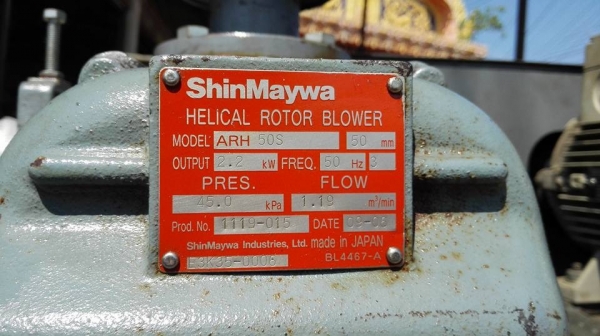 ShinMaywa
HELICAL ROTOR BLOWER
MODEL ARH 50S 50 mm
OUTPUT 2.2 kW FREQ. 50 Hz 3
PRES. FLOW
45.0 kPa 1.19 m³/min
Prod. No. 1119-015 DATE
ShinMaywa Industries, Ltd. made in JAPAN
BL4467-A